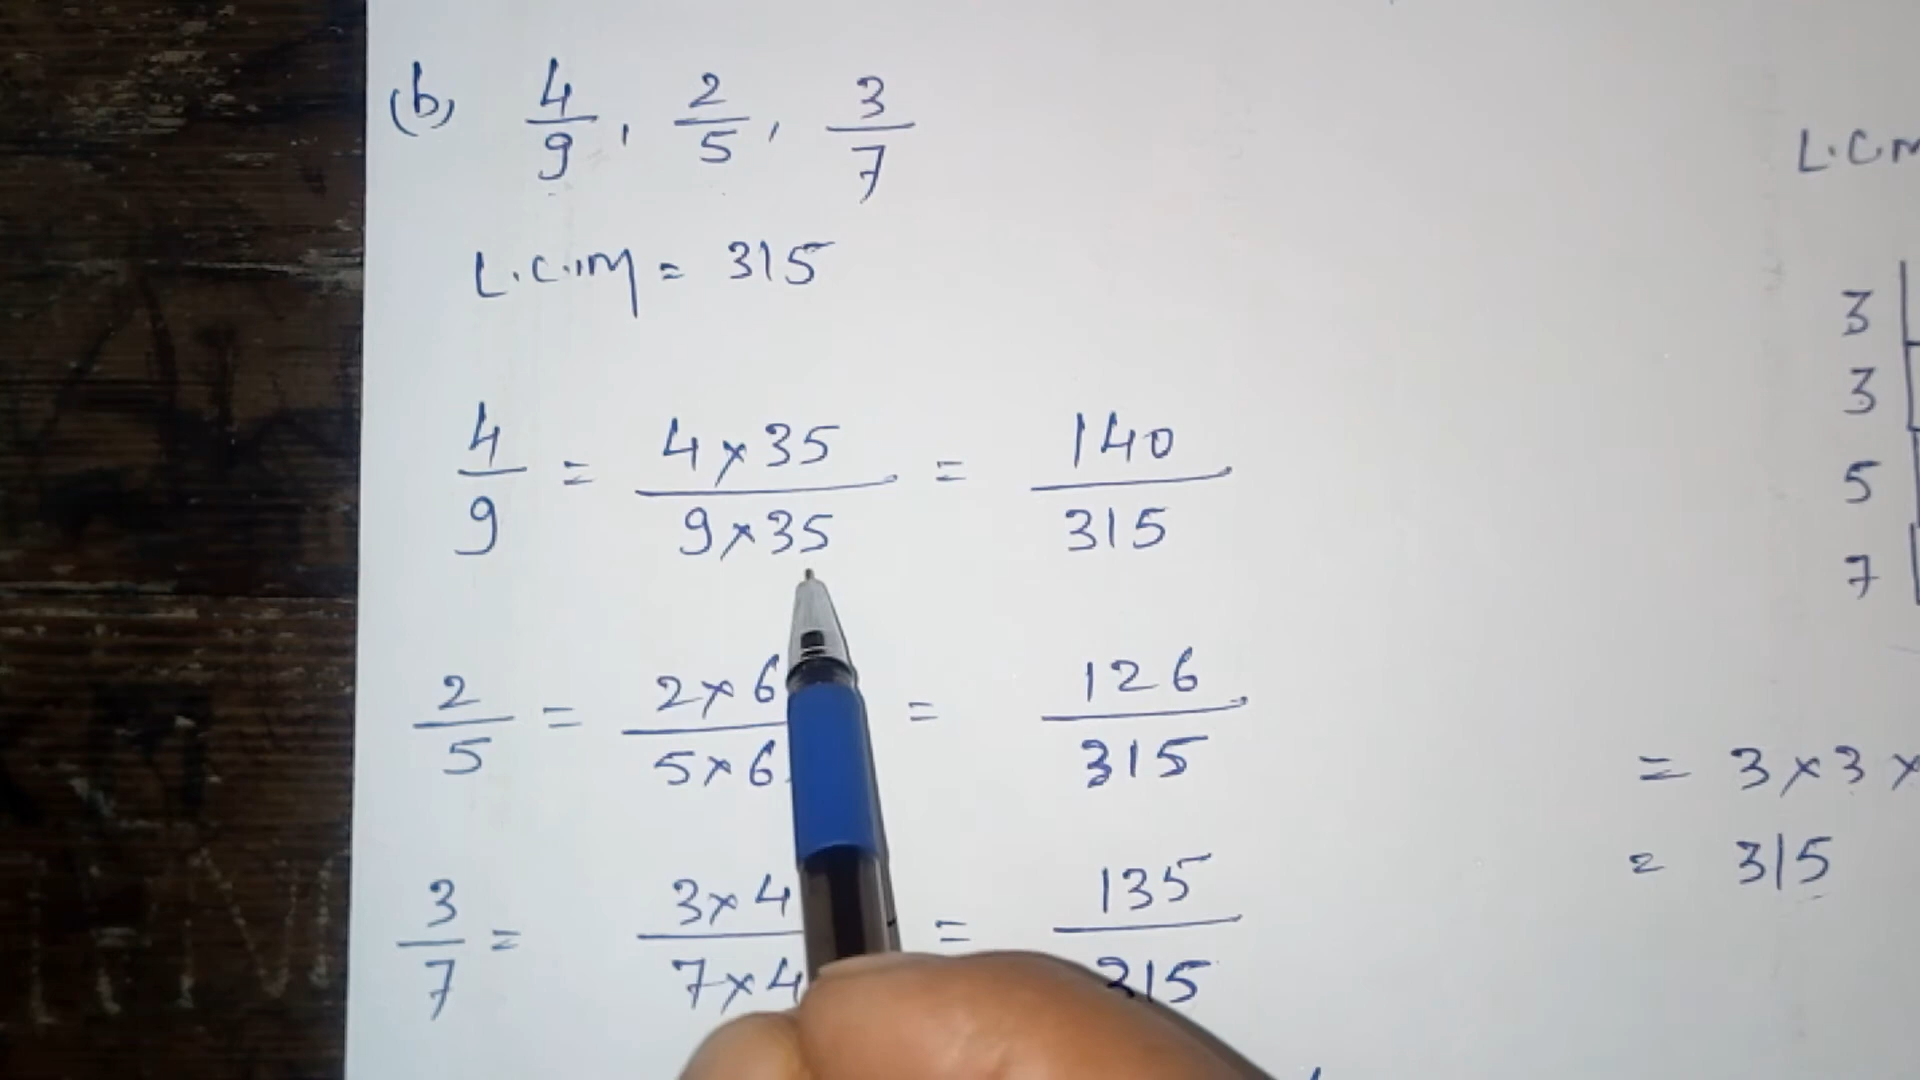 (b) 4/9, 2/5, 3/7
L.C.M = 315
4/9 = 4×35/9×35 = 140/315
2/5 = 2×6/5×6 = 126/315
3/7 = 3×4/7×4 = 135/315
L.C.M
3
3
5
7
= 3×3×
= 315